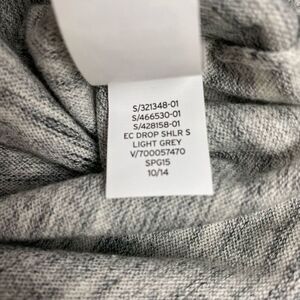 S/321348-01
S/466530-01
S/428158-01
EC DROP SHLR S
LIGHT GREY
V/700057470
SPG15
10/14